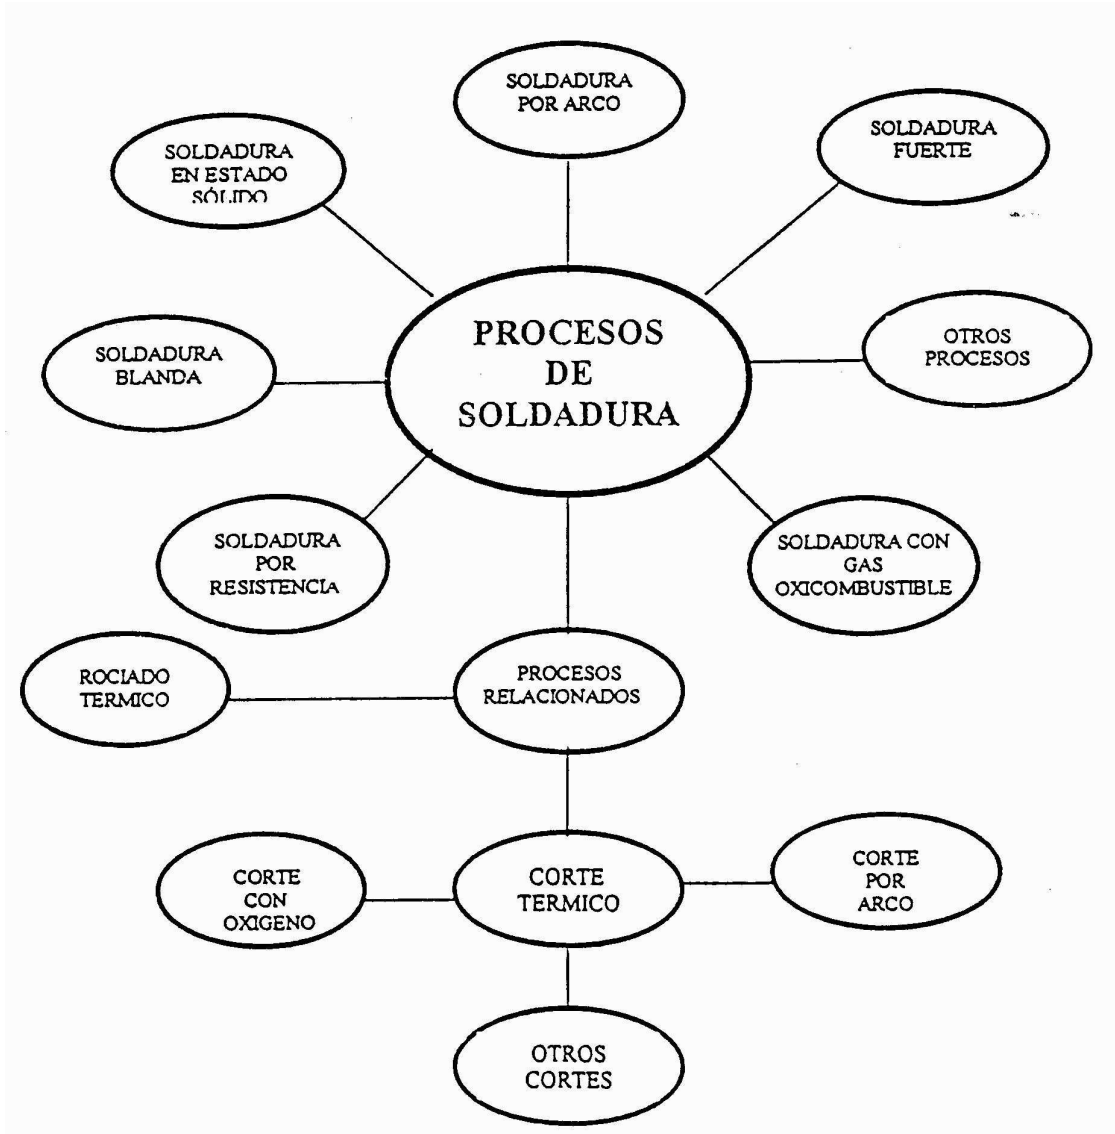 SOLDADURA
POR ARCO
SOLDADURA
FUERTE
SOLDADURA
EN ESTADO
SÓLIDO
PROCESOS
DE
SOLDADURA
OTROS
PROCESOS
SOLDADURA
BLANDA
SOLDADURA
POR
RESISTENCIA
SOLDADURA CON
GAS
OXICOMBUSTIBLE
ROCIADO
TERMICO
PROCESOS
RELACIONADOS
CORTE
CON
OXIGENO
CORTE
TERMICO
CORTE
POR
ARCO
OTROS
CORTES